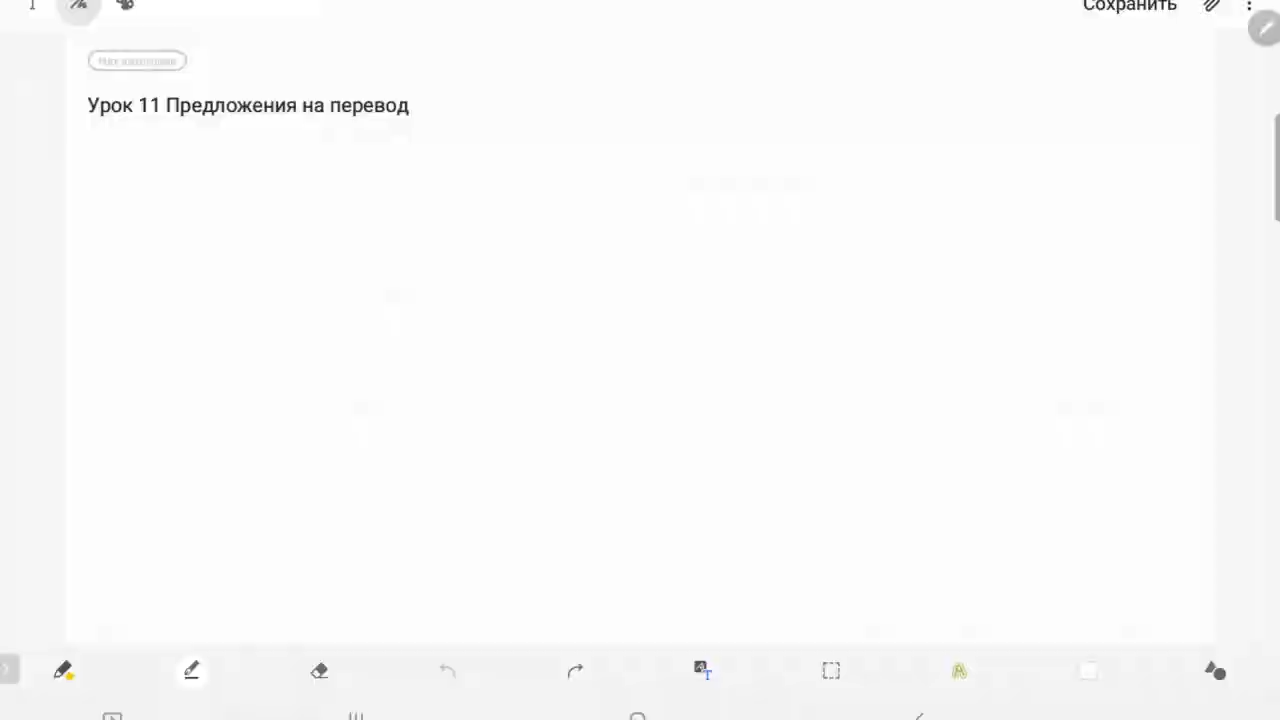 Сохранить
Урок 11 Предложения на перевод